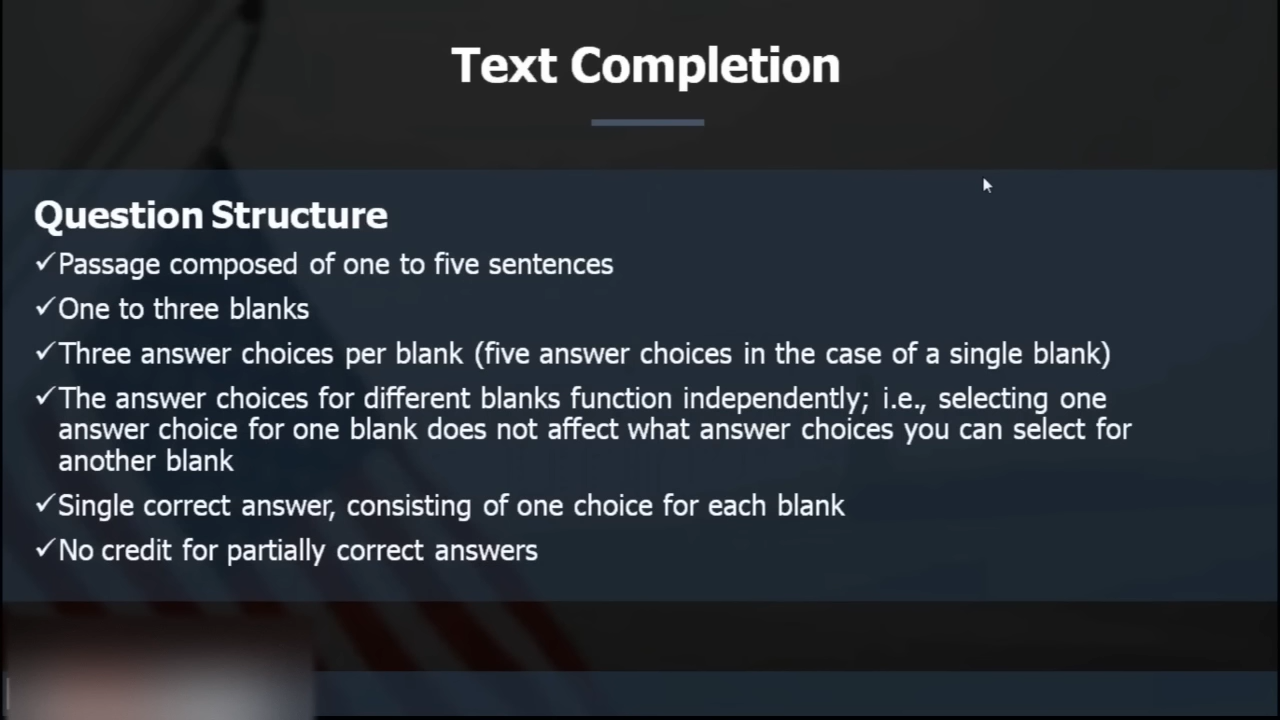 Text Completion
Question Structure
✓Passage composed of one to five sentences
✓One to three blanks
✓Three answer choices per blank (five answer choices in the case of a single blank)
✓The answer choices for different blanks function independently; i.e., selecting one
answer choice for one blank does not affect what answer choices you can select for
another blank
✓Single correct answer, consisting of one choice for each blank
✓No credit for partially correct answers